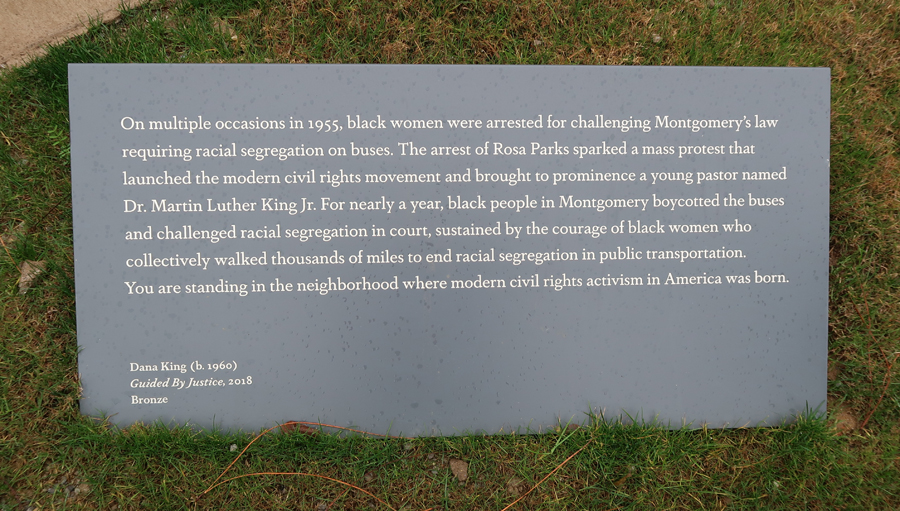 On multiple occasions in 1955, black women were arrested for challenging Montgomery's law
requiring racial segregation on buses. The arrest of Rosa Parks sparked a mass protest that
launched the modern civil rights movement and brought to prominence a young pastor named
Dr. Martin Luther King Jr. For nearly a year, black people in Montgomery boycotted the buses
and challenged racial segregation in court, sustained by the courage of black women who
collectively walked thousands of miles to end racial segregation in public transportation.
You are standing in the neighborhood where modern civil rights activism in America was born.
Dana King (b. 1960)
Guided By Justice, 2018
Bronze